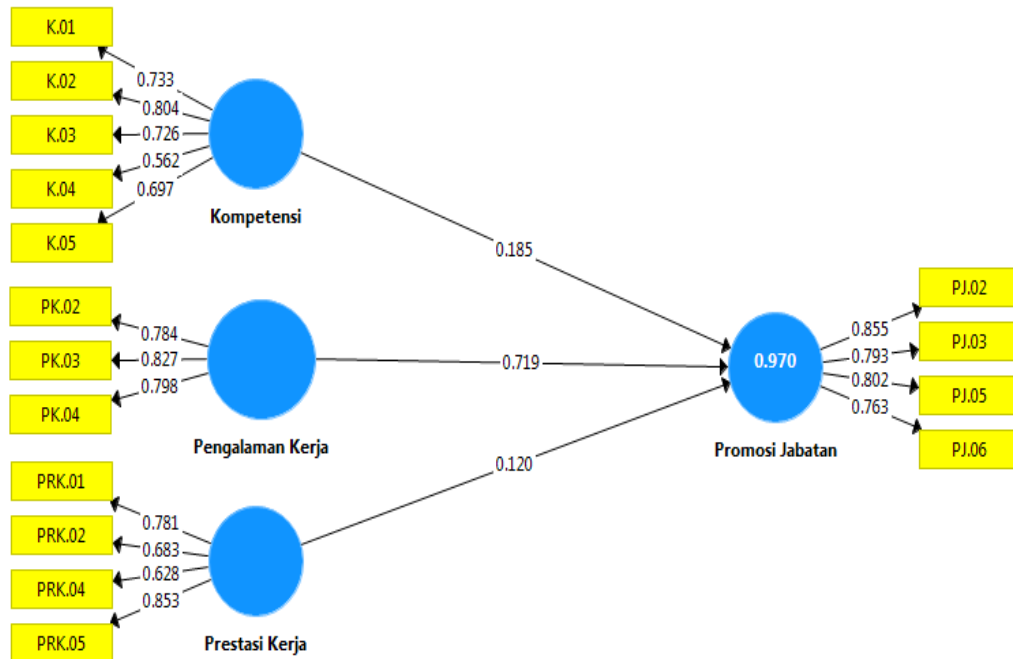 K.01
K.02
K.03
K.04
K.05
0.733
0.804
0.726
0.562
0.697
Kompetensi
0.185
PK.02
PK.03
PK.04
0.784
0.827
0.798
Pengalaman Kerja
0.719
PRK.01
PRK.02
PRK.04
PRK.05
0.781
0.683
0.628
0.853
Prestasi Kerja
0.120
0.970
Promosi Jabatan
0.855
0.793
0.802
0.763
PJ.02
PJ.03
PJ.05
PJ.06